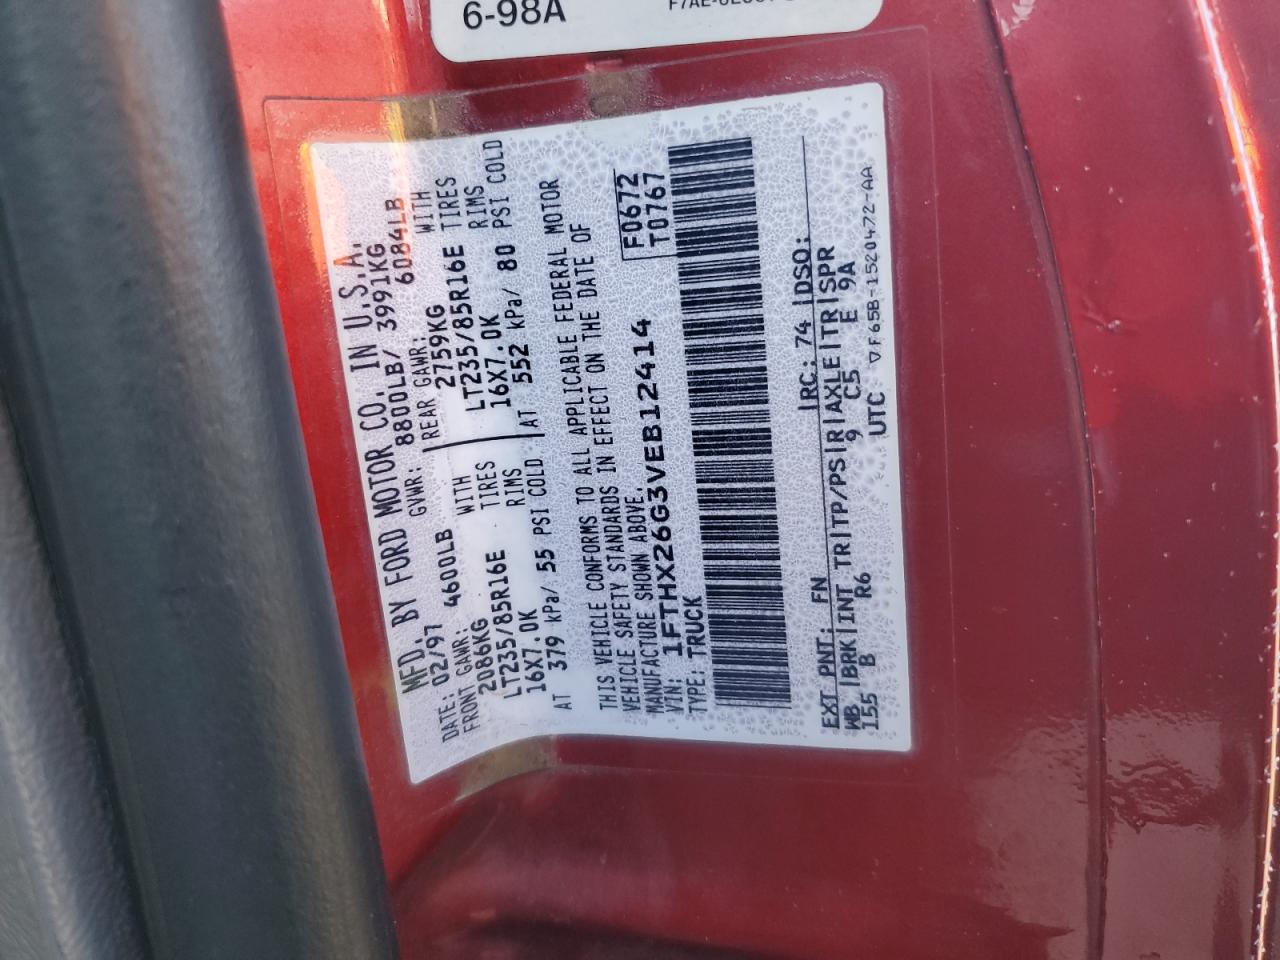 6-98A
MFD. BY FORD MOTOR CO. IN U.S.A.
DATE: 02/97 GVWR: 8800LB/ 3991KG
FRONT GAWR: 4600LB REAR GAWR: 6084LB
2086KG WITH 2759KG WITH
LT235/85R16E TIRES LT235/85R16E TIRES
16X7.0K RIMS 16X7.0K RIMS
AT 379 kPa/ 55 PSI COLD AT 552 kPa/ 80 PSI COLD
THIS VEHICLE CONFORMS TO ALL APPLICABLE FEDERAL MOTOR
VEHICLE SAFETY STANDARDS IN EFFECT ON THE DATE OF
MANUFACTURE SHOWN ABOVE.
F0672
T0767
VIN: 1FTHX26G3VEB12414
TYPE: TRUCK
EXT PNT: FN RC: 74 DSO:
WB BRK INT TR TP/PS R AXLE TR SPR
155 B R6 9 C5 E 9A
UTC ▽F65B-1520472-AA